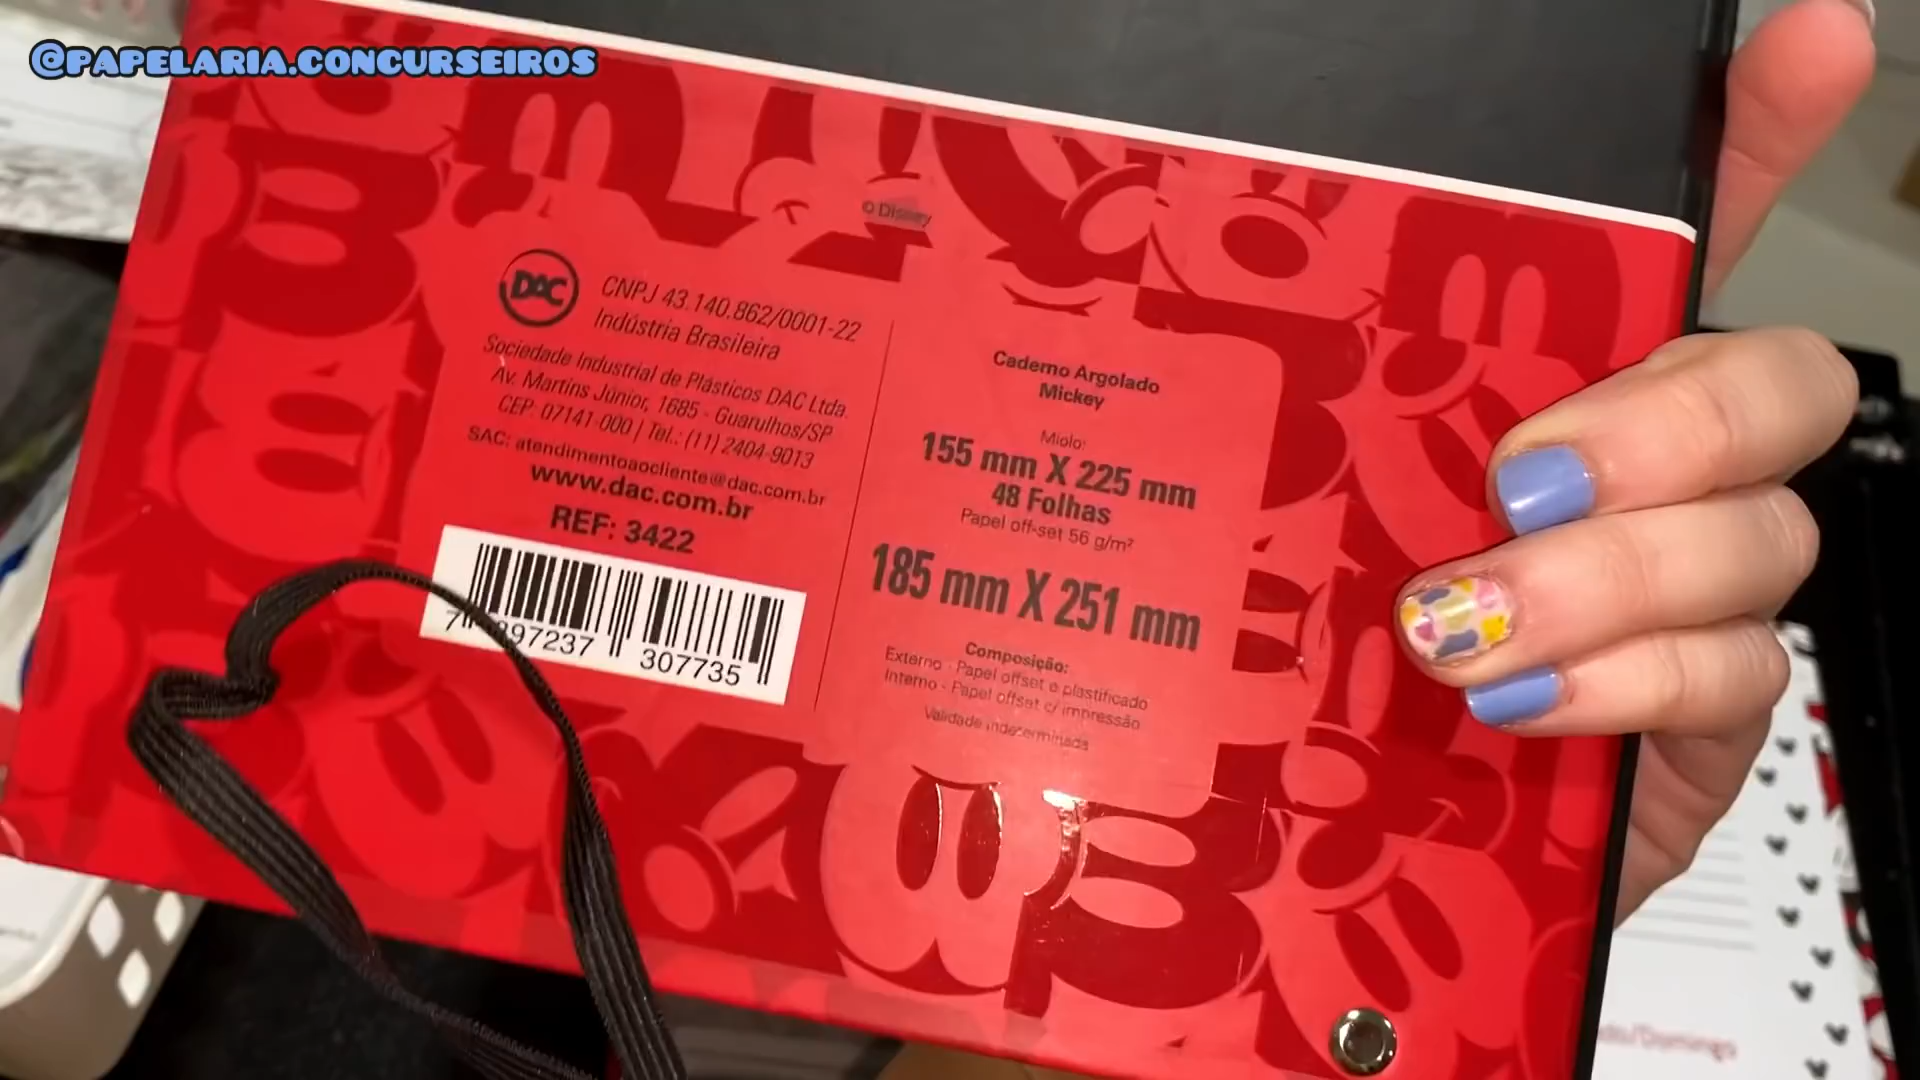 @PAPELARIA.CONCURSEIROS
© Disney
DAC
CNPJ 43.140.862/0001-22
Indústria Brasileira
Sociedade Industrial de Plásticos DAC Ltda.
Av. Martins Júnior, 1685 - Guarulhos/SP
CEP: 07141-000 | Tel.: (11) 2404-9013
SAC: atendimentoaocliente@dac.com.br
www.dac.com.br
REF: 3422
7 897237 307735
Caderno Argolado
Mickey
Miolo:
155 mm X 225 mm
48 Folhas
Papel off-set 56 g/m²
185 mm X 251 mm
Composição:
Externo - Papel offset e plastificado
Interno - Papel offset c/ impressão
Validade indeterminada
/Domingo